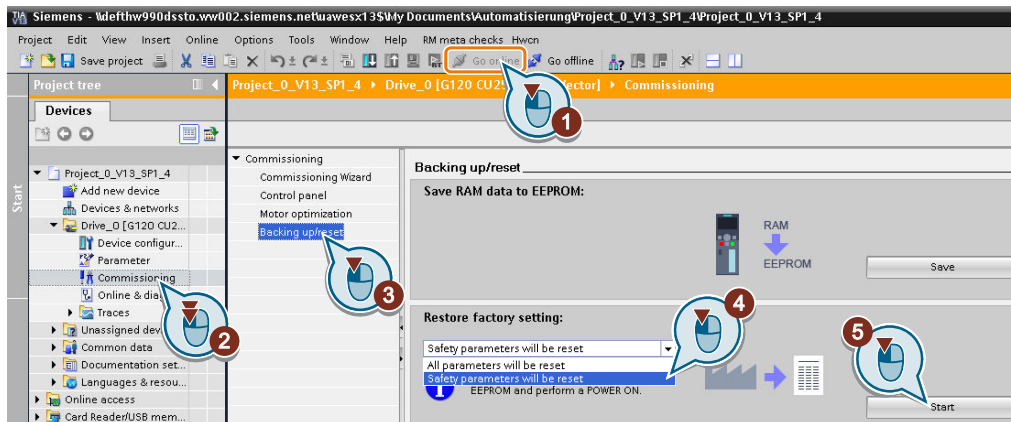 Siemens - \\defthw990dssto.ww002.siemens.net\uawesx13$\My Documents\Automatisierung\Project_0_V13_SP1_4\Project_0_V13_SP1_4
Project Edit View Insert Online Options Tools Window Help RM meta checks Hwcn
Save project Go online Go offline
Project tree
Project_0_V13_SP1_4 Drive_0 [G120 Commissioning
1
Devices
Start
Project_0_V13_SP1_4
Add new device
Devices & networks
Drive_0 [G120 CU2...
Device configur...
Parameter
Commissioning
Online &
Traces
Unassigned
Common data
Documentation set...
Languages & resou...
Online access
Card Reader/USB mem...
2
Commissioning
Commissioning Wizard
Control panel
Motor optimization
Backing up/reset
3
Backing up/reset
Save RAM data to EEPROM:
RAM
EEPROM
Save
Restore factory setting:
4
5
Safety parameters will be reset
All parameters will be reset
Safety parameters will be reset
EEPROM and perform a POWER ON.
Start